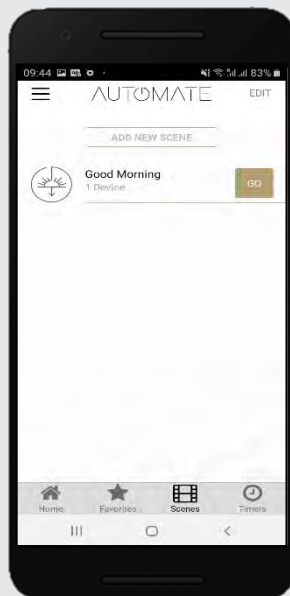 09:44 83%
AUTOMATE EDIT
ADD NEW SCENE
Good Morning
1 Device
GO
Home Favorites Scenes Timers